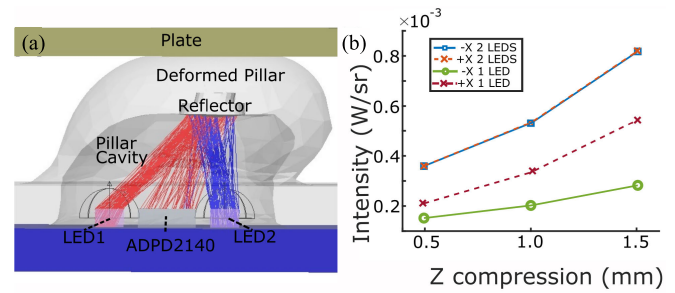 (a)
Plate
Deformed Pillar
Reflector
Pillar
Cavity
LED1
ADPD2140
LED2
(b)
×10⁻³
Intensity (W/sr)
0.8
0.6
0.4
0.2
-X 2 LEDS
+X 2 LEDS
-X 1 LED
+X 1 LED
0.5
1.0
1.5
Z compression (mm)